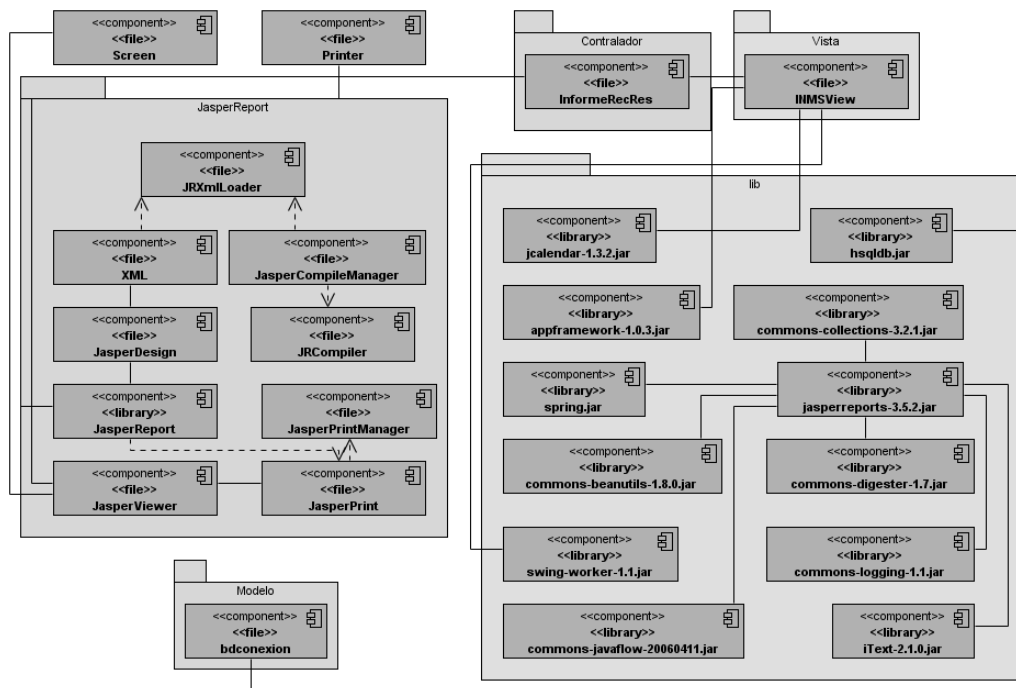 <<component>>
<<file>>
Screen
<<component>>
<<file>>
Printer
Contralador
<<component>>
<<file>>
InformeRecRes
Vista
<<component>>
<<file>>
INMSView
JasperReport
<<component>>
<<file>>
JRXmlLoader
<<component>>
<<file>>
XML
<<component>>
<<file>>
JasperCompileManager
<<component>>
<<file>>
JasperDesign
<<component>>
<<file>>
JRCompiler
<<component>>
<<library>>
JasperReport
<<component>>
<<file>>
JasperPrintManager
<<component>>
<<file>>
JasperViewer
<<component>>
<<file>>
JasperPrint
lib
<<component>>
<<library>>
jcalendar-1.3.2.jar
<<component>>
<<library>>
hsqldb.jar
<<component>>
<<library>>
appframework-1.0.3.jar
<<component>>
<<library>>
commons-collections-3.2.1.jar
<<component>>
<<library>>
spring.jar
<<component>>
<<library>>
jasperreports-3.5.2.jar
<<component>>
<<library>>
commons-beanutils-1.8.0.jar
<<component>>
<<library>>
commons-digester-1.7.jar
<<component>>
<<library>>
swing-worker-1.1.jar
<<component>>
<<library>>
commons-logging-1.1.jar
<<component>>
<<library>>
commons-javaflow-20060411.jar
<<component>>
<<library>>
iText-2.1.0.jar
Modelo
<<component>>
<<file>>
bdconexion